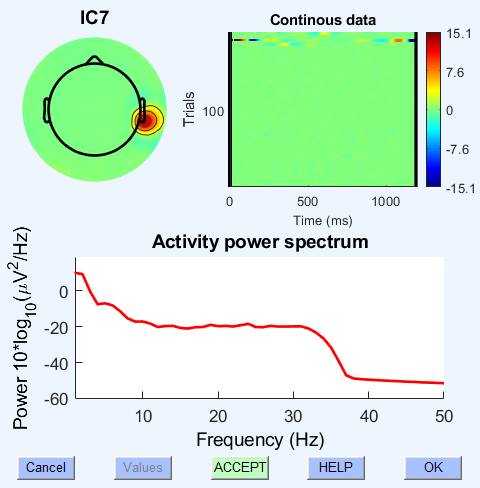 IC7
Continous data
Trials
100
0
500
1000
Time (ms)
15.1
7.6
0
-7.6
-15.1
Activity power spectrum
Power 10*log10(μV2/Hz)
0
-20
-40
-60
10
20
30
40
50
Frequency (Hz)
Cancel
Values
ACCEPT
HELP
OK